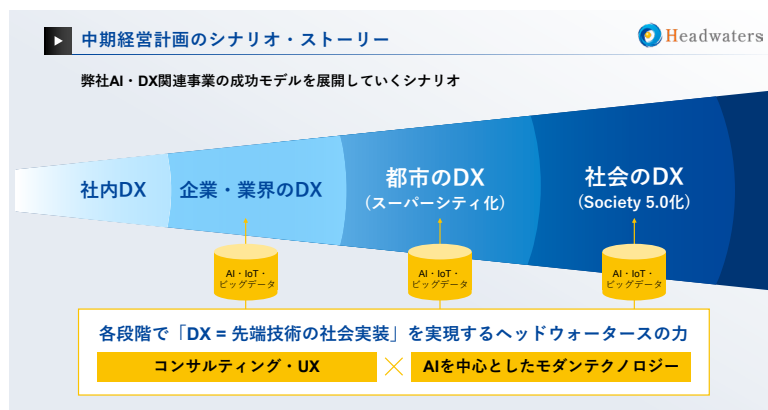 中期経営計画のシナリオ・ストーリー
Headwaters
弊社AI・DX関連事業の成功モデルを展開していくシナリオ
社内DX
企業・業界のDX
都市のDX
(スーパーシティ化)
社会のDX
(Society 5.0化)
AI・IoT・
ビッグデータ
AI・IoT・
ビッグデータ
AI・IoT・
ビッグデータ
各段階で「DX = 先端技術の社会実装」を実現するヘッドウォータースの力
コンサルティング・UX
AIを中心としたモダンテクノロジー